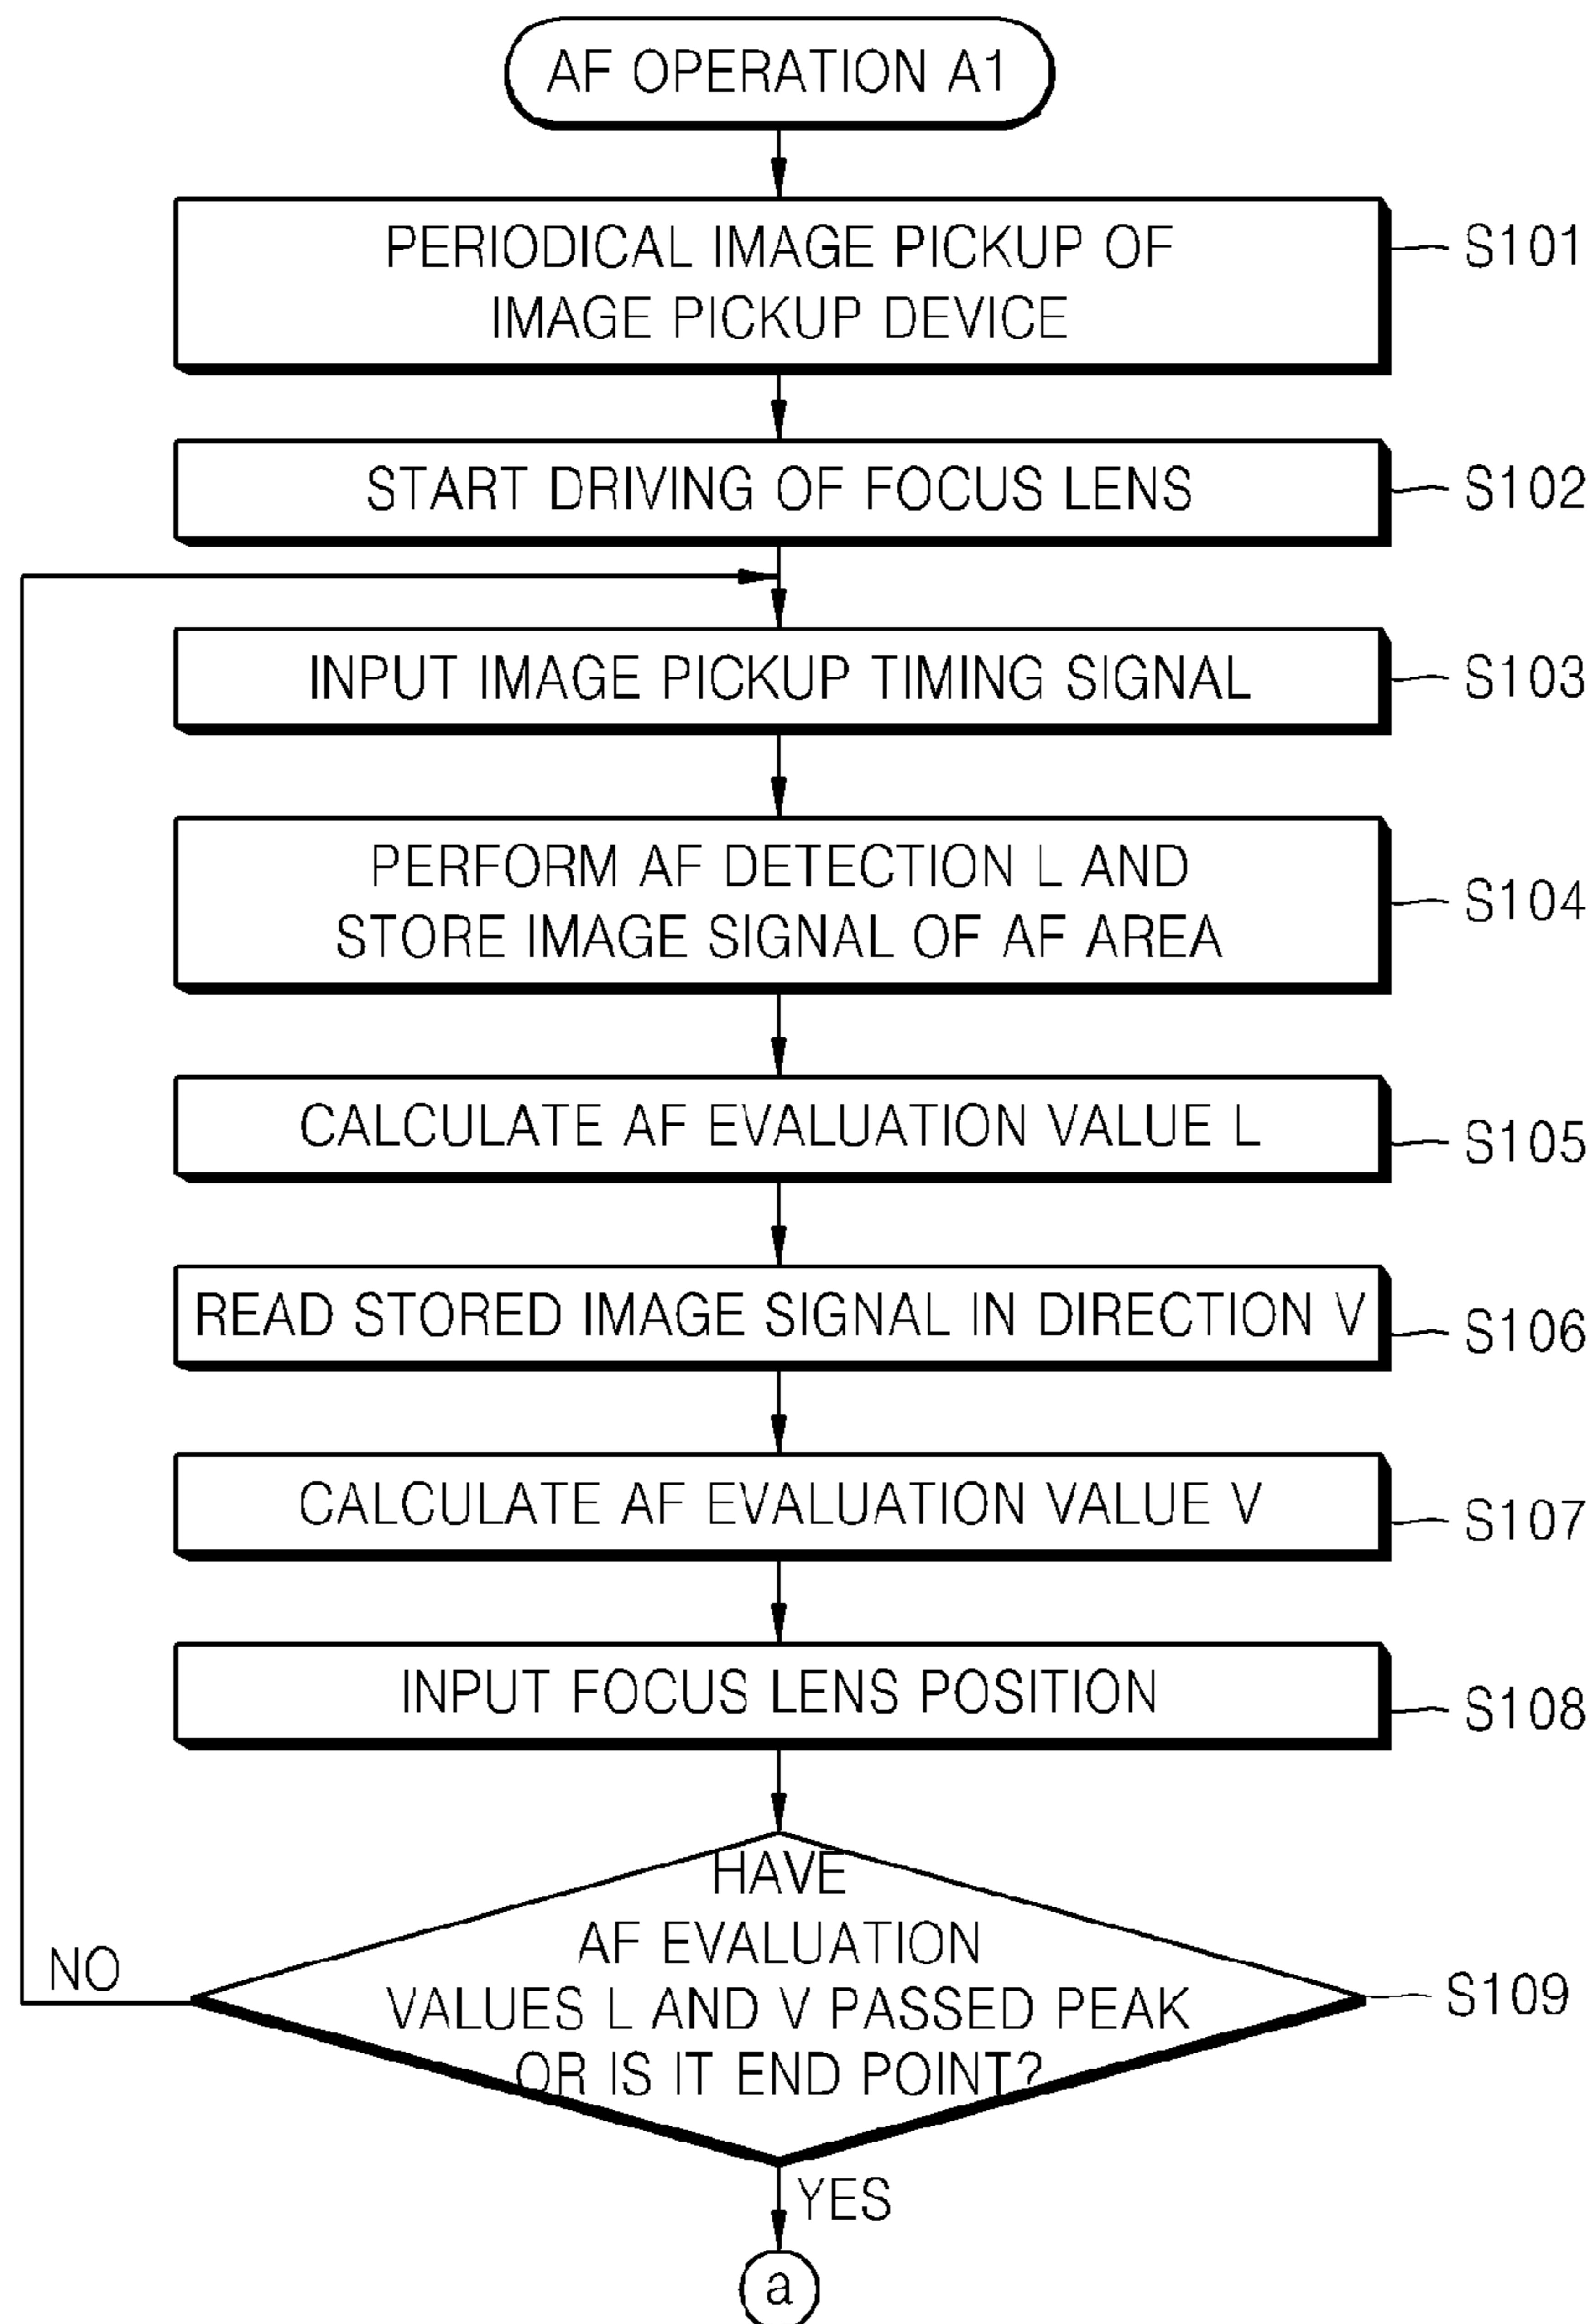 AF OPERATION A1
PERIODICAL IMAGE PICKUP OF
IMAGE PICKUP DEVICE
S101
START DRIVING OF FOCUS LENS
S102
INPUT IMAGE PICKUP TIMING SIGNAL
S103
PERFORM AF DETECTION L AND
STORE IMAGE SIGNAL OF AF AREA
S104
CALCULATE AF EVALUATION VALUE L
S105
READ STORED IMAGE SIGNAL IN DIRECTION V
S106
CALCULATE AF EVALUATION VALUE V
S107
INPUT FOCUS LENS POSITION
S108
HAVE
AF EVALUATION
VALUES L AND V PASSED PEAK
OR IS IT END POINT?
S109
NO
YES
a